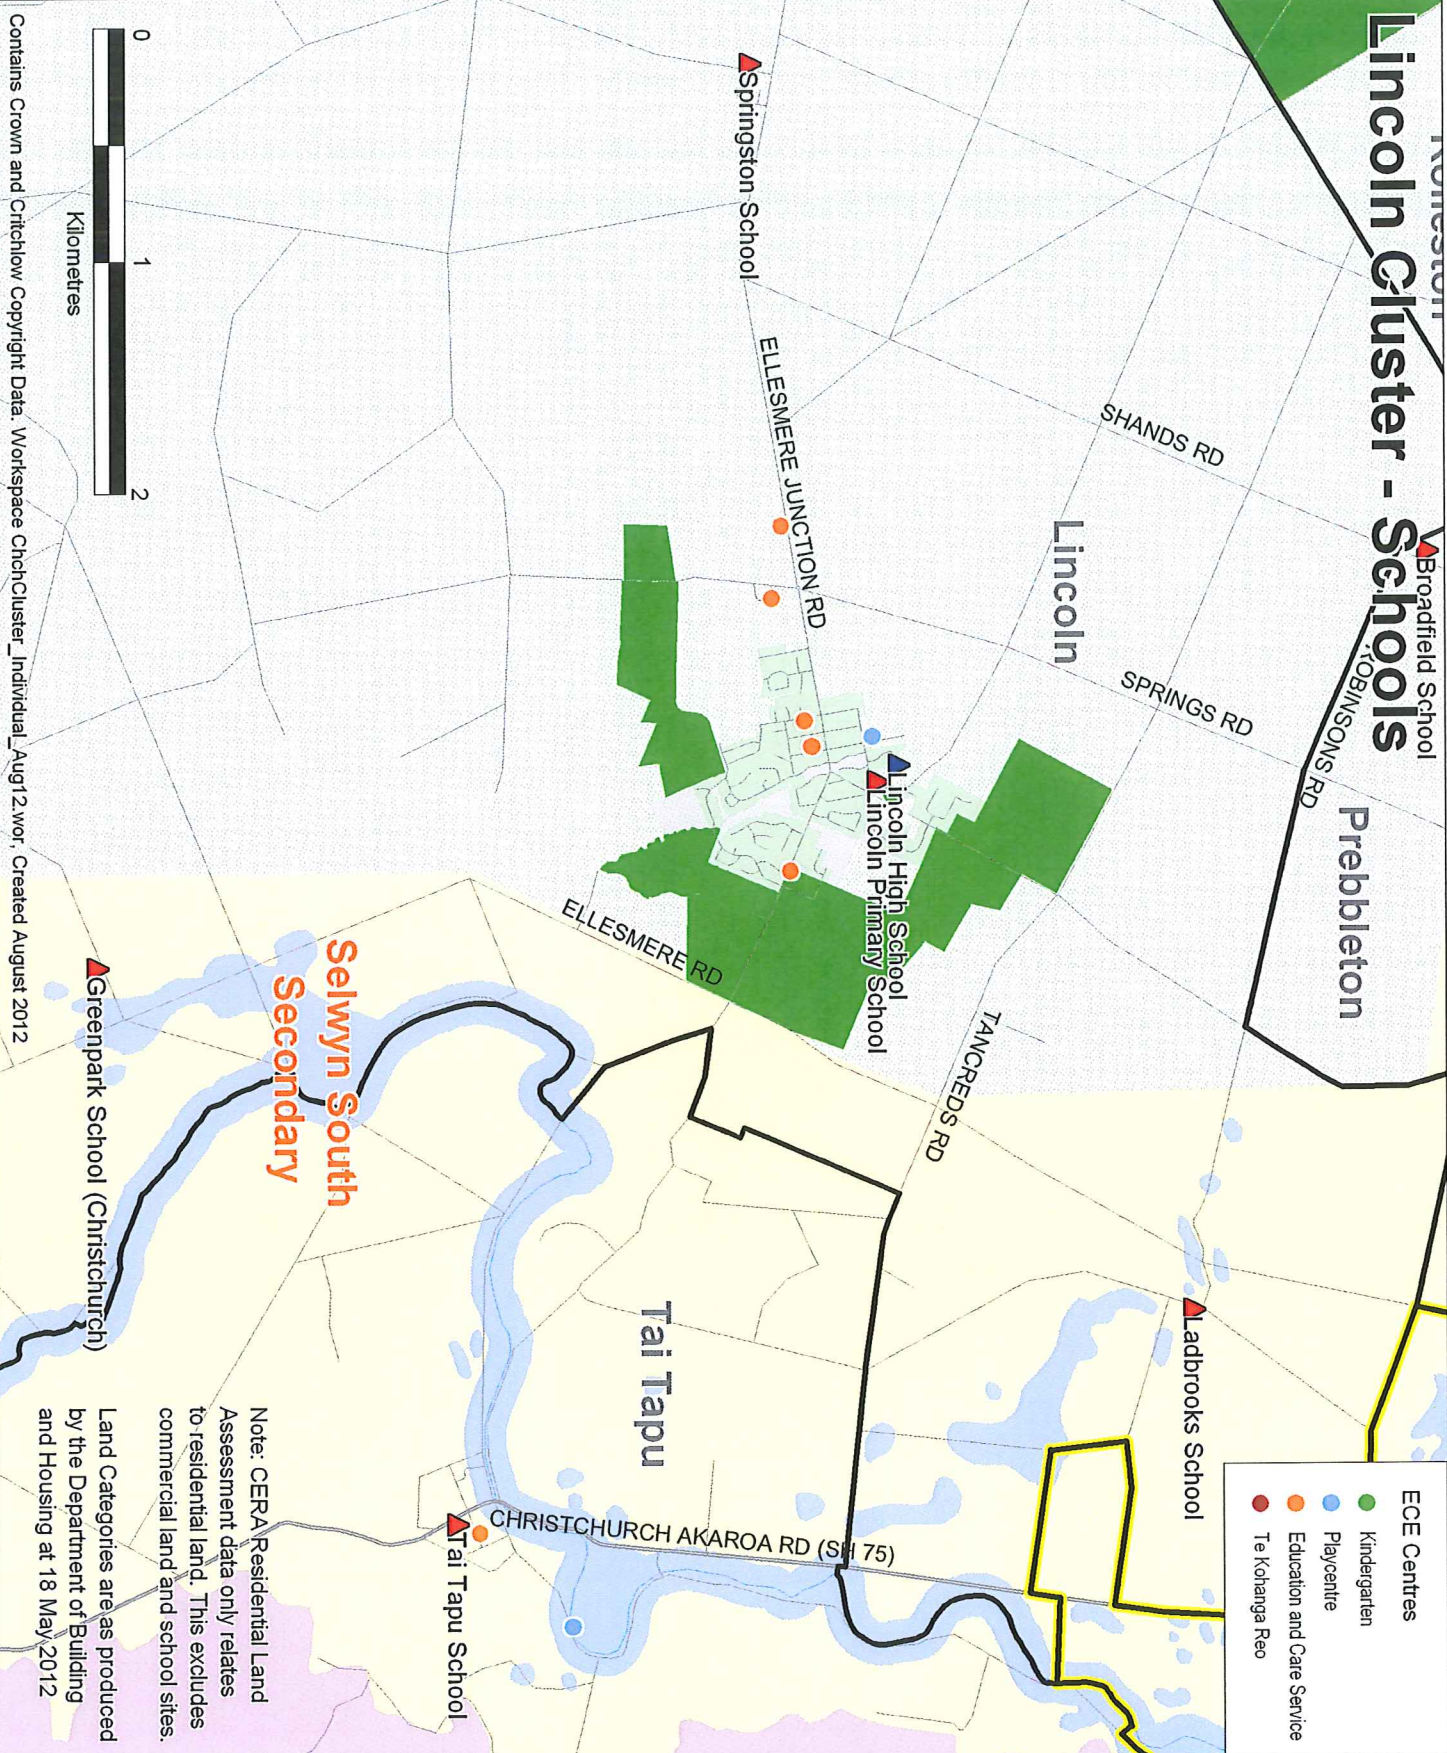 Rolleston
Lincoln Cluster - Schools
Broadfield School
ROBINSONS RD
Prebbleton
SHANDS RD
SPRINGS RD
Lincoln
Springston School
ELLESMERE JUNCTION RD
Lincoln High School
Lincoln Primary School
TANCREDS RD
ELLESMERE RD
Ladbrooks School
Tai Tapu
Selwyn South
Secondary
Greenpark School (Christchurch)
CHRISTCHURCH AKAROA RD (SH 75)
Tai Tapu School
ECE Centres
Kindergarten
Playcentre
Education and Care Service
Te Kohanga Reo
0
1
2
Kilometres
Note: CERA Residential Land
Assessment data only relates
to residential land. This excludes
commercial land and school sites.
Land Categories are as produced
by the Department of Building
and Housing at 18 May 2012
Contains Crown and Critchlow Copyright Data. Workspace ChchCluster_Individual_Aug12.wor, Created August 2012